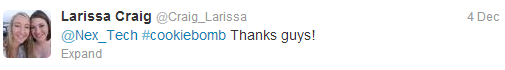 Larissa Craig @Craig_Larissa 4 Dec
@Nex_Tech #cookiebomb Thanks guys!
Expand